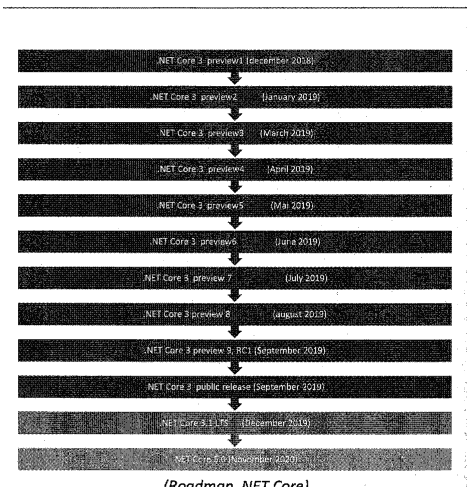 .NET Core 3 preview1 (december 2018)
.NET Core 3 preview2 (January 2019)
.NET Core 3 preview3 (March 2019)
.NET Core 3 preview4 (April 2019)
.NET Core 3 preview5 (Mai 2019)
.NET Core 3 preview6 (June 2019)
.NET Core 3 preview 7 (July 2019)
.NET Core 3 preview 8 (august 2019)
.NET Core 3 preview 9, RC1 (September 2019)
.NET Core 3 public release (September 2019)
.NET Core 3.1 LTS (December 2019)
.NET Core 5.0 (November 2020)
(Roadmap .NET Core)